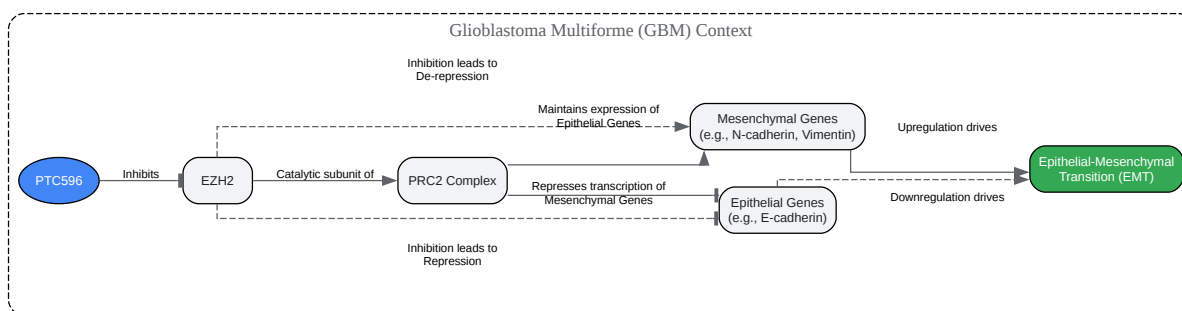 Glioblastoma Multiforme (GBM) Context
Inhibition leads to
De-repression
Maintains expression of
Epithelial Genes
Mesenchymal Genes
(e.g., N-cadherin, Vimentin)
Upregulation drives
PTC596
Inhibits
EZH2
Catalytic subunit of
PRC2 Complex
Represses transcription of
Mesenchymal Genes
Epithelial Genes
(e.g., E-cadherin)
Epithelial-Mesenchymal
Transition (EMT)
Downregulation drives
Inhibition leads to
Repression